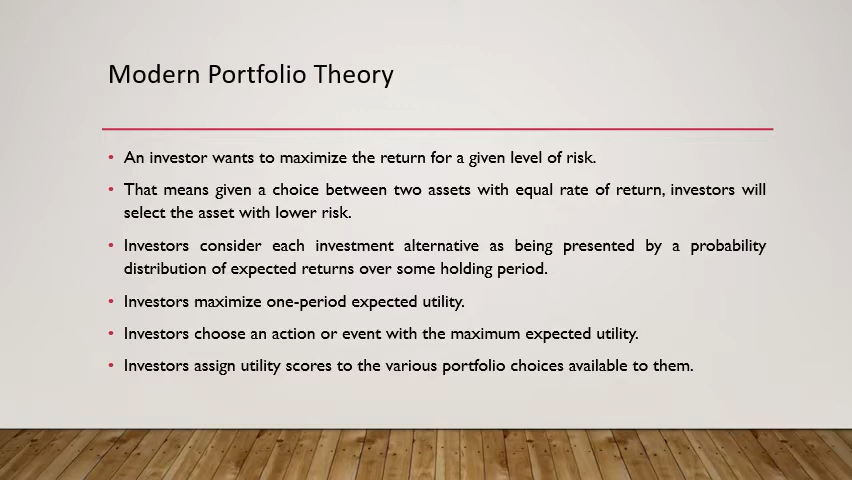 Modern Portfolio Theory
• An investor wants to maximize the return for a given level of risk.
• That means given a choice between two assets with equal rate of return, investors will
select the asset with lower risk.
• Investors consider each investment alternative as being presented by a probability
distribution of expected returns over some holding period.
• Investors maximize one-period expected utility.
• Investors choose an action or event with the maximum expected utility.
• Investors assign utility scores to the various portfolio choices available to them.